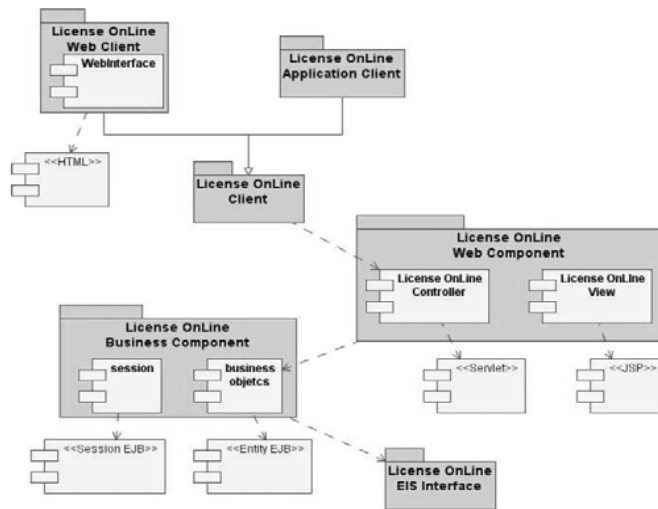 License OnLine
Web Client
WebInterface
License OnLine
Application Client
<<HTML>>
License OnLine
Client
License OnLine
Web Component
License OnLine
Controller
License OnLIne
View
License OnLine
Business Component
session
business
objetcs
<<Servlet>>
<<JSP>>
<<Session EJB>>
<<Entity EJB>>
License OnLine
EIS Interface